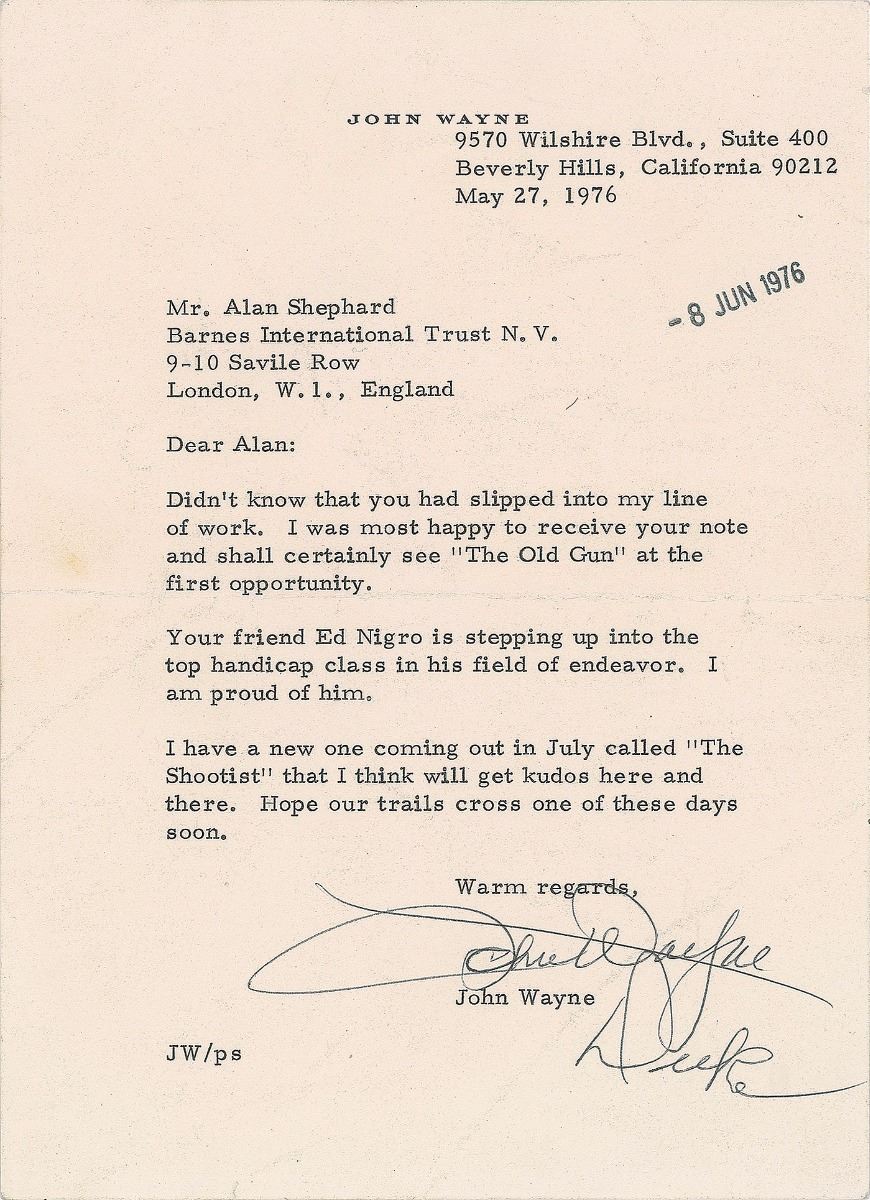 JOHN WAYNE
9570 Wilshire Blvd., Suite 400
Beverly Hills, California 90212
May 27, 1976
-8 JUN 1976
Mr. Alan Shephard
Barnes International Trust N.V.
9-10 Savile Row
London, W.1., England
Dear Alan:
Didn't know that you had slipped into my line
of work. I was most happy to receive your note
and shall certainly see "The Old Gun" at the
first opportunity.
Your friend Ed Nigro is stepping up into the
top handicap class in his field of endeavor. I
am proud of him.
I have a new one coming out in July called "The
Shootist" that I think will get kudos here and
there. Hope our trails cross one of these days
soon.
Warm regards,
John Wayne
John Wayne
Duke
JW/ps